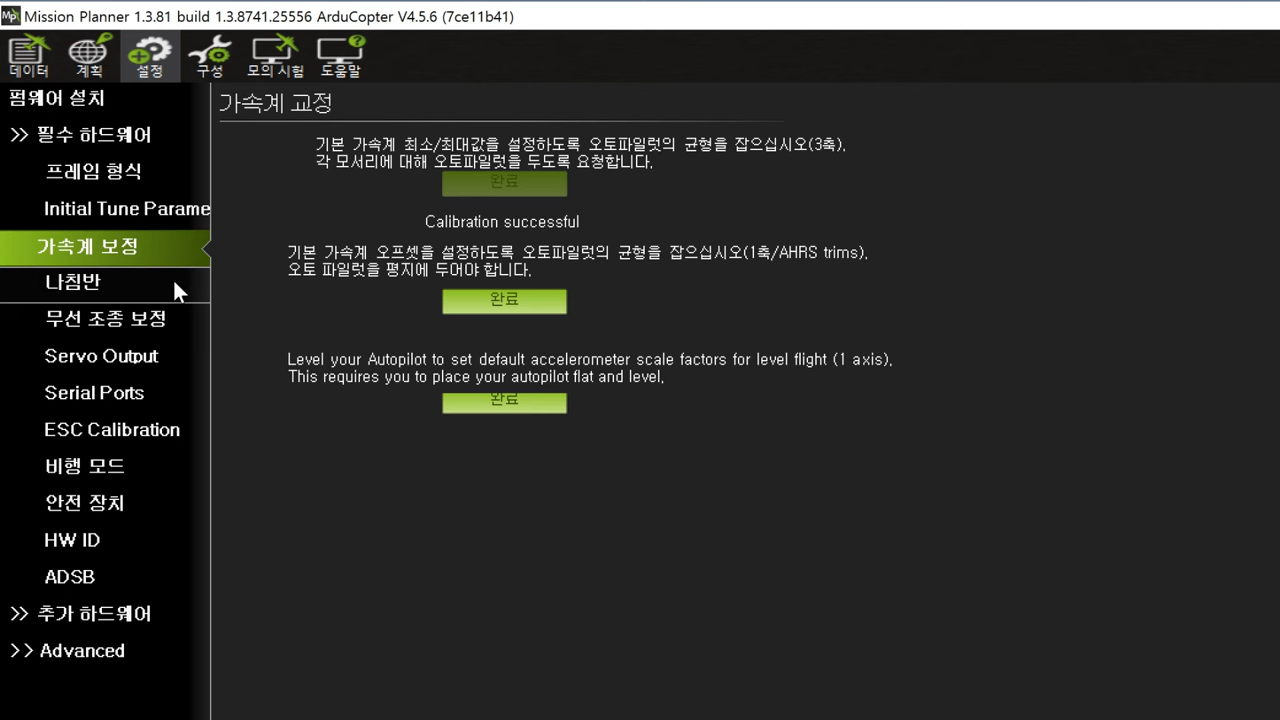 Mission Planner 1.3.81 build 1.3.8741.25556 ArduCopter V4.5.6 (7ce11b41)
데이터 계획 설정 구성 모의 시험 도움말
펌웨어 설치
>> 필수 하드웨어
프레임 형식
Initial Tune Parame
가속계 보정
나침반
무선 조종 보정
Servo Output
Serial Ports
ESC Calibration
비행 모드
안전 장치
HW ID
ADSB
>> 추가 하드웨어
>> Advanced
가속계 교정
기본 가속계 최소/최대값을 설정하도록 오토파일럿의 균형을 잡으십시오(3축).
각 모서리에 대해 오토파일럿을 두도록 요청합니다.
완료
Calibration successful
기본 가속계 오프셋을 설정하도록 오토파일럿의 균형을 잡으십시오(1축/AHRS trims).
오토 파일럿을 평지에 두어야 합니다.
완료
Level your Autopilot to set default accelerometer scale factors for level flight (1 axis).
This requires you to place your autopilot flat and level.
완료